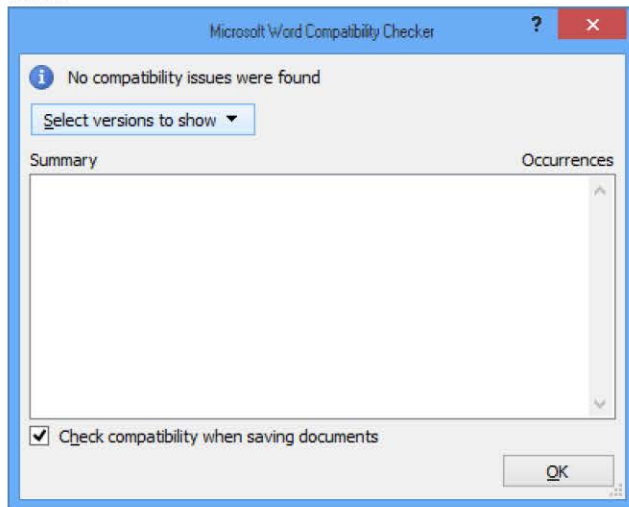 Microsoft Word Compatibility Checker
?
No compatibility issues were found
Select versions to show
Summary Occurrences
Check compatibility when saving documents
OK